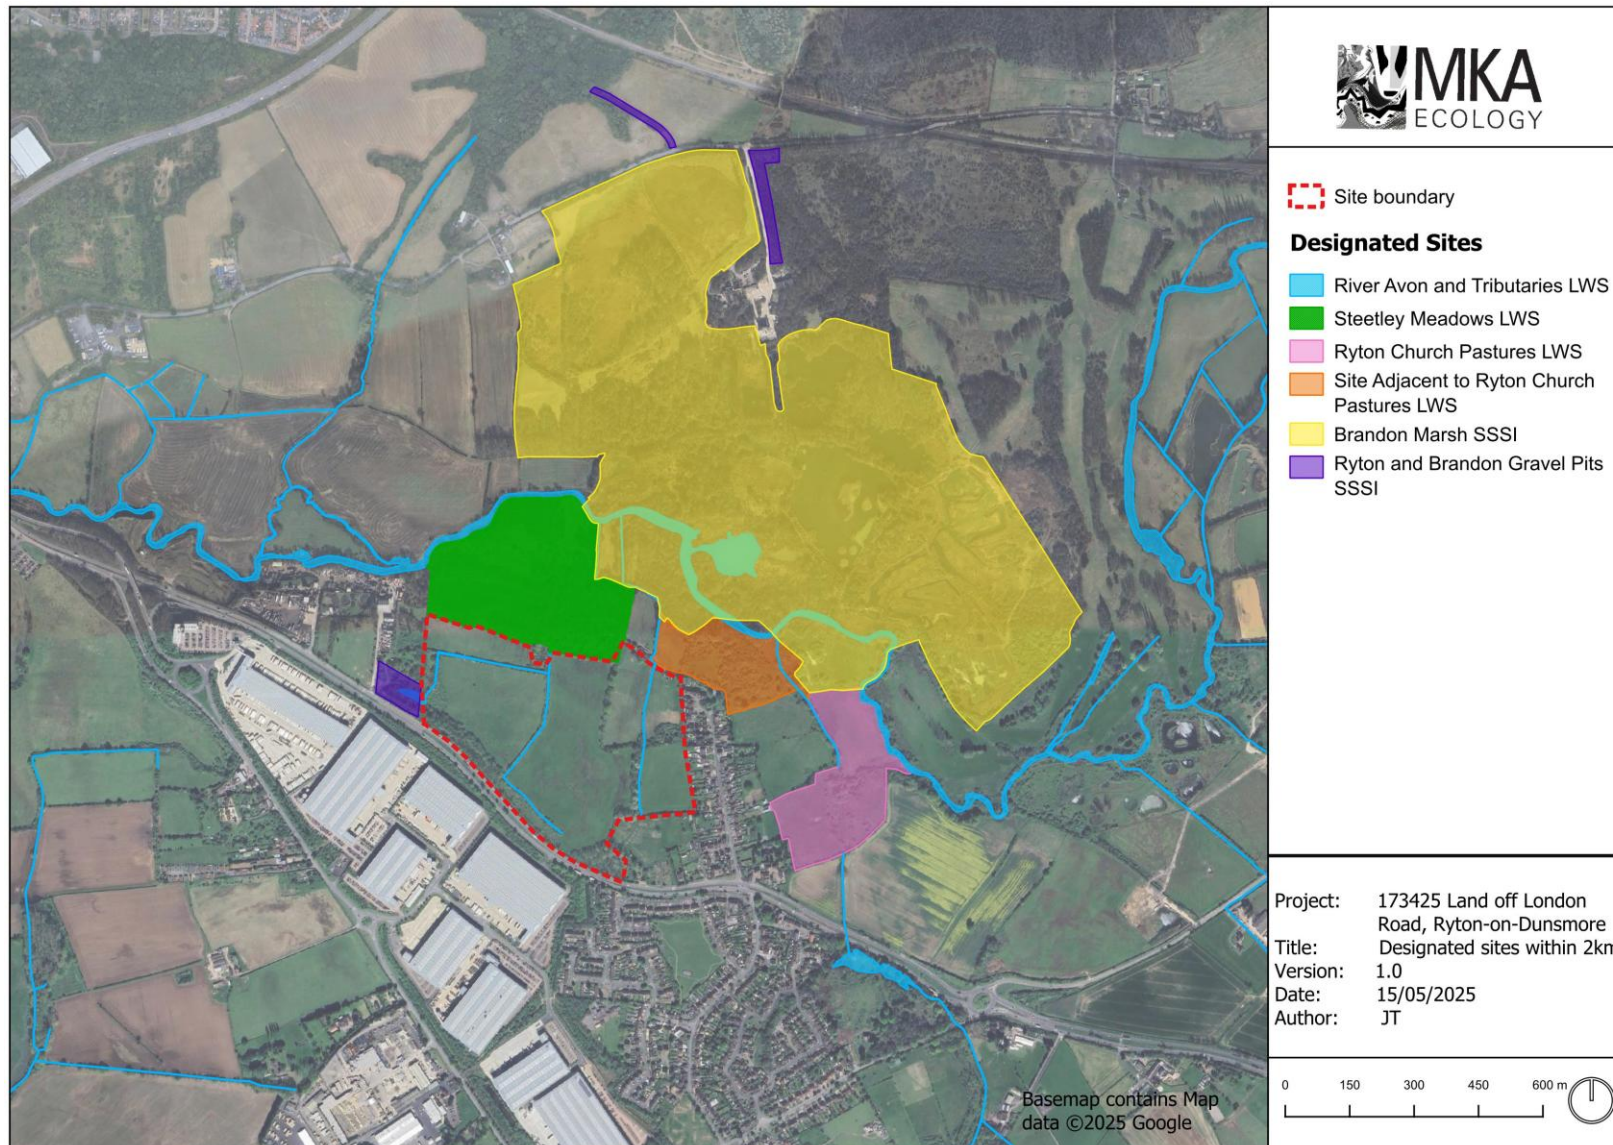 MKA
ECOLOGY
Site boundary
Designated Sites
River Avon and Tributaries LWS
Steetley Meadows LWS
Ryton Church Pastures LWS
Site Adjacent to Ryton Church
Pastures LWS
Brandon Marsh SSSI
Ryton and Brandon Gravel Pits
SSSI
Project: 173425 Land off London
Road, Ryton-on-Dunsmore
Title: Designated sites within 2km
Version: 1.0
Date: 15/05/2025
Author: JT
0 150 300 450 600 m
Basemap contains Map
data ©2025 Google